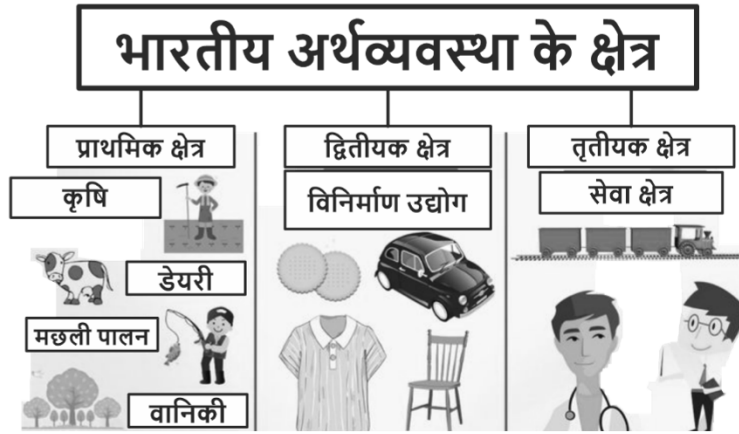 भारतीय अर्थव्यवस्था के क्षेत्र
प्राथमिक क्षेत्र
कृषि
डेयरी
मछली पालन
वानिकी
द्वितीयक क्षेत्र
विनिर्माण उद्योग
तृतीयक क्षेत्र
सेवा क्षेत्र